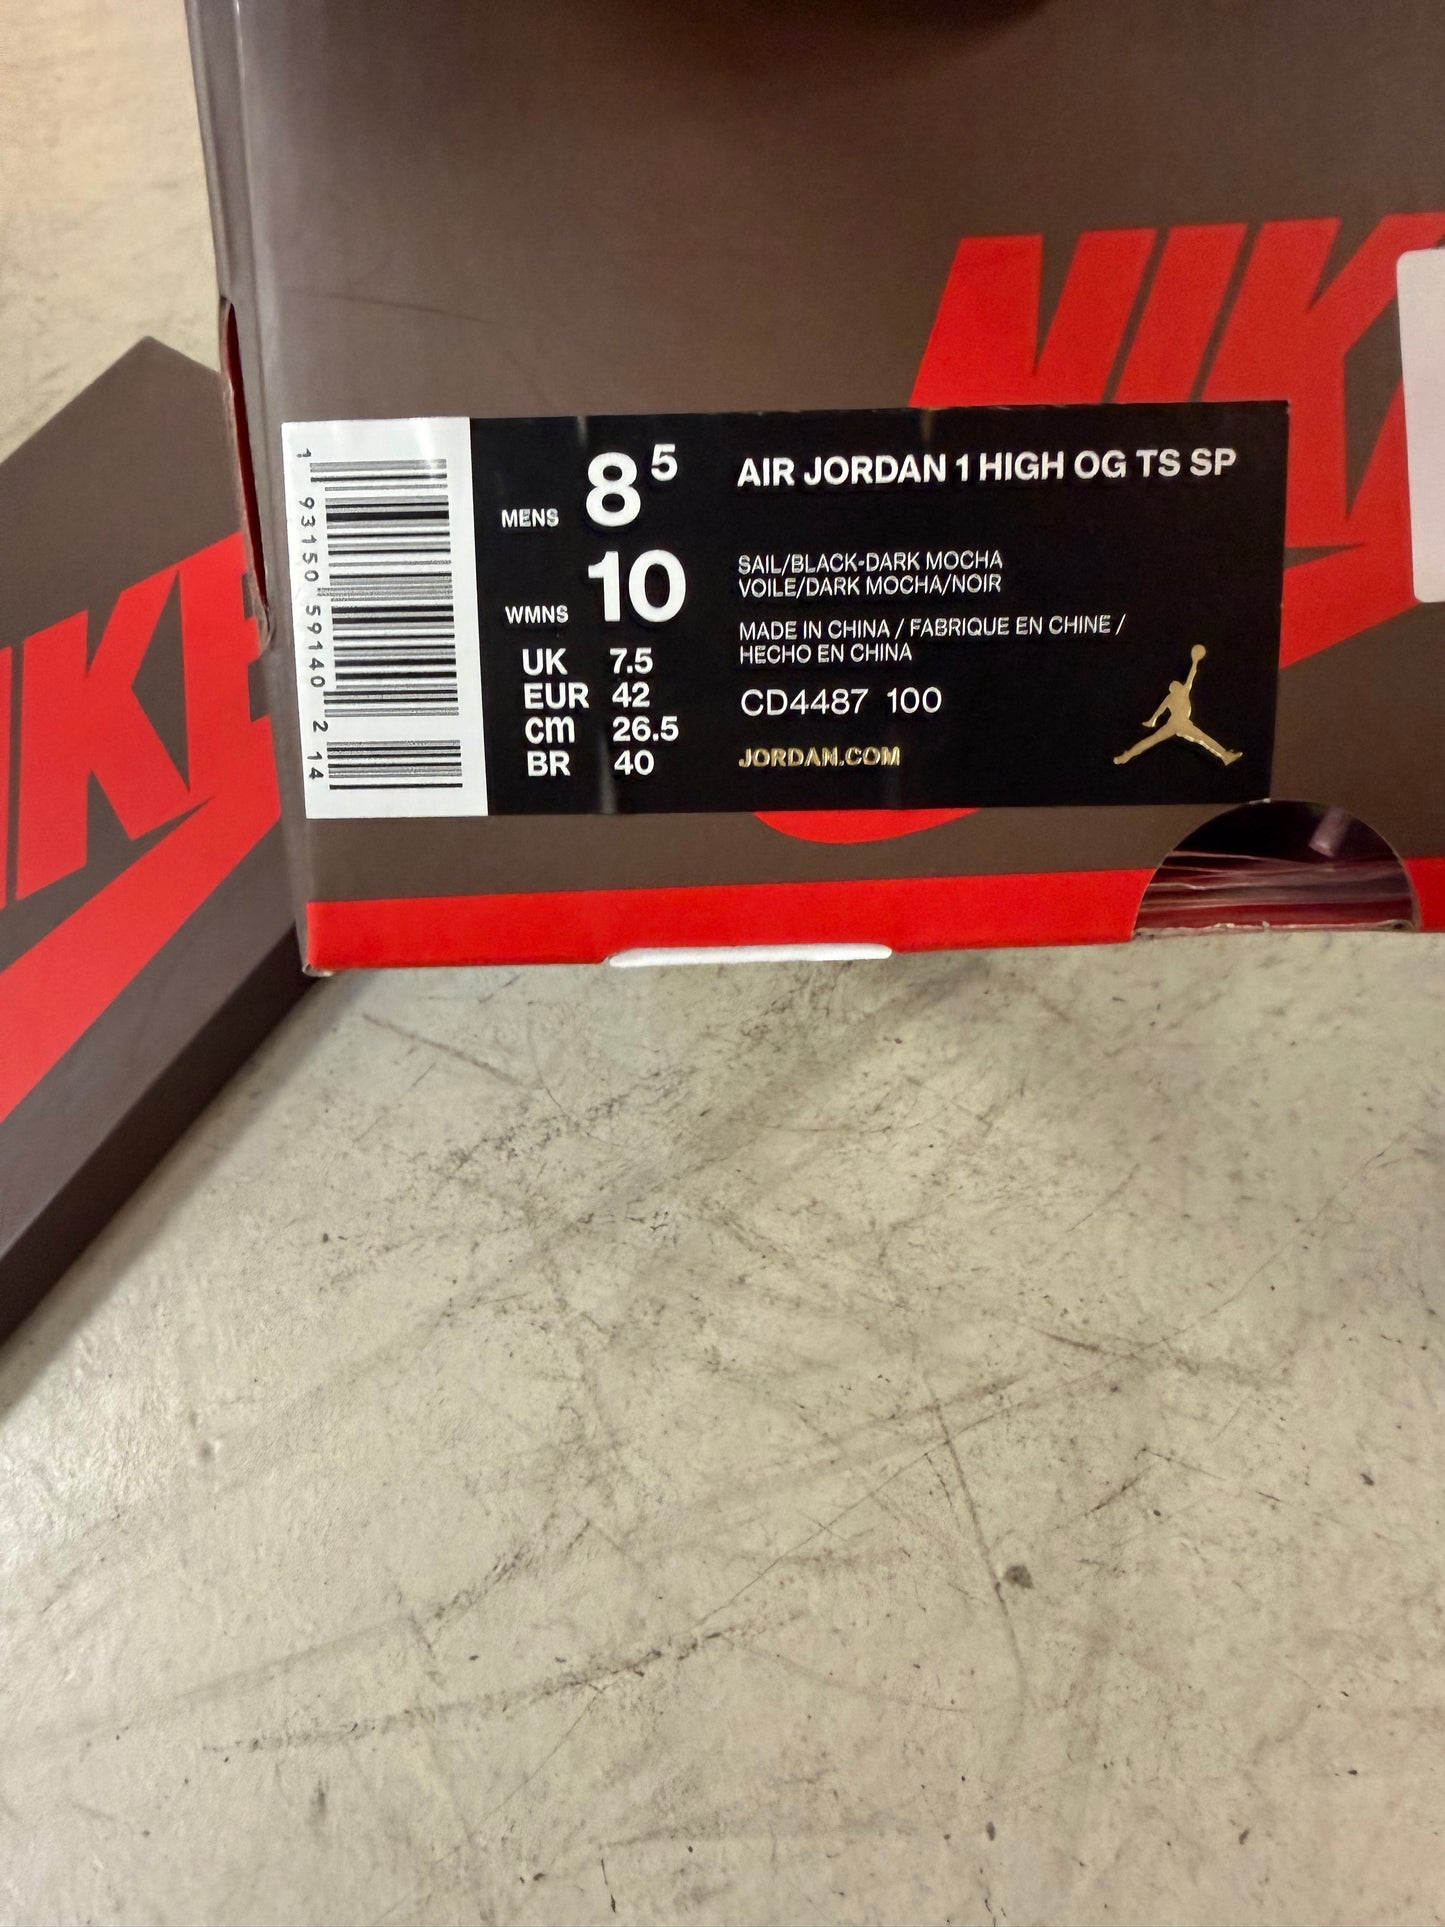 NIK
NIKE
1 93150 59140 2 14
MENS 8 5
WMNS 10
UK 7.5
EUR 42
cm 26.5
BR 40
AIR JORDAN 1 HIGH OG TS SP
SAIL/BLACK-DARK MOCHA
VOILE/DARK MOCHA/NOIR
MADE IN CHINA / FABRIQUE EN CHINE /
HECHO EN CHINA
CD4487 100
JORDAN.COM